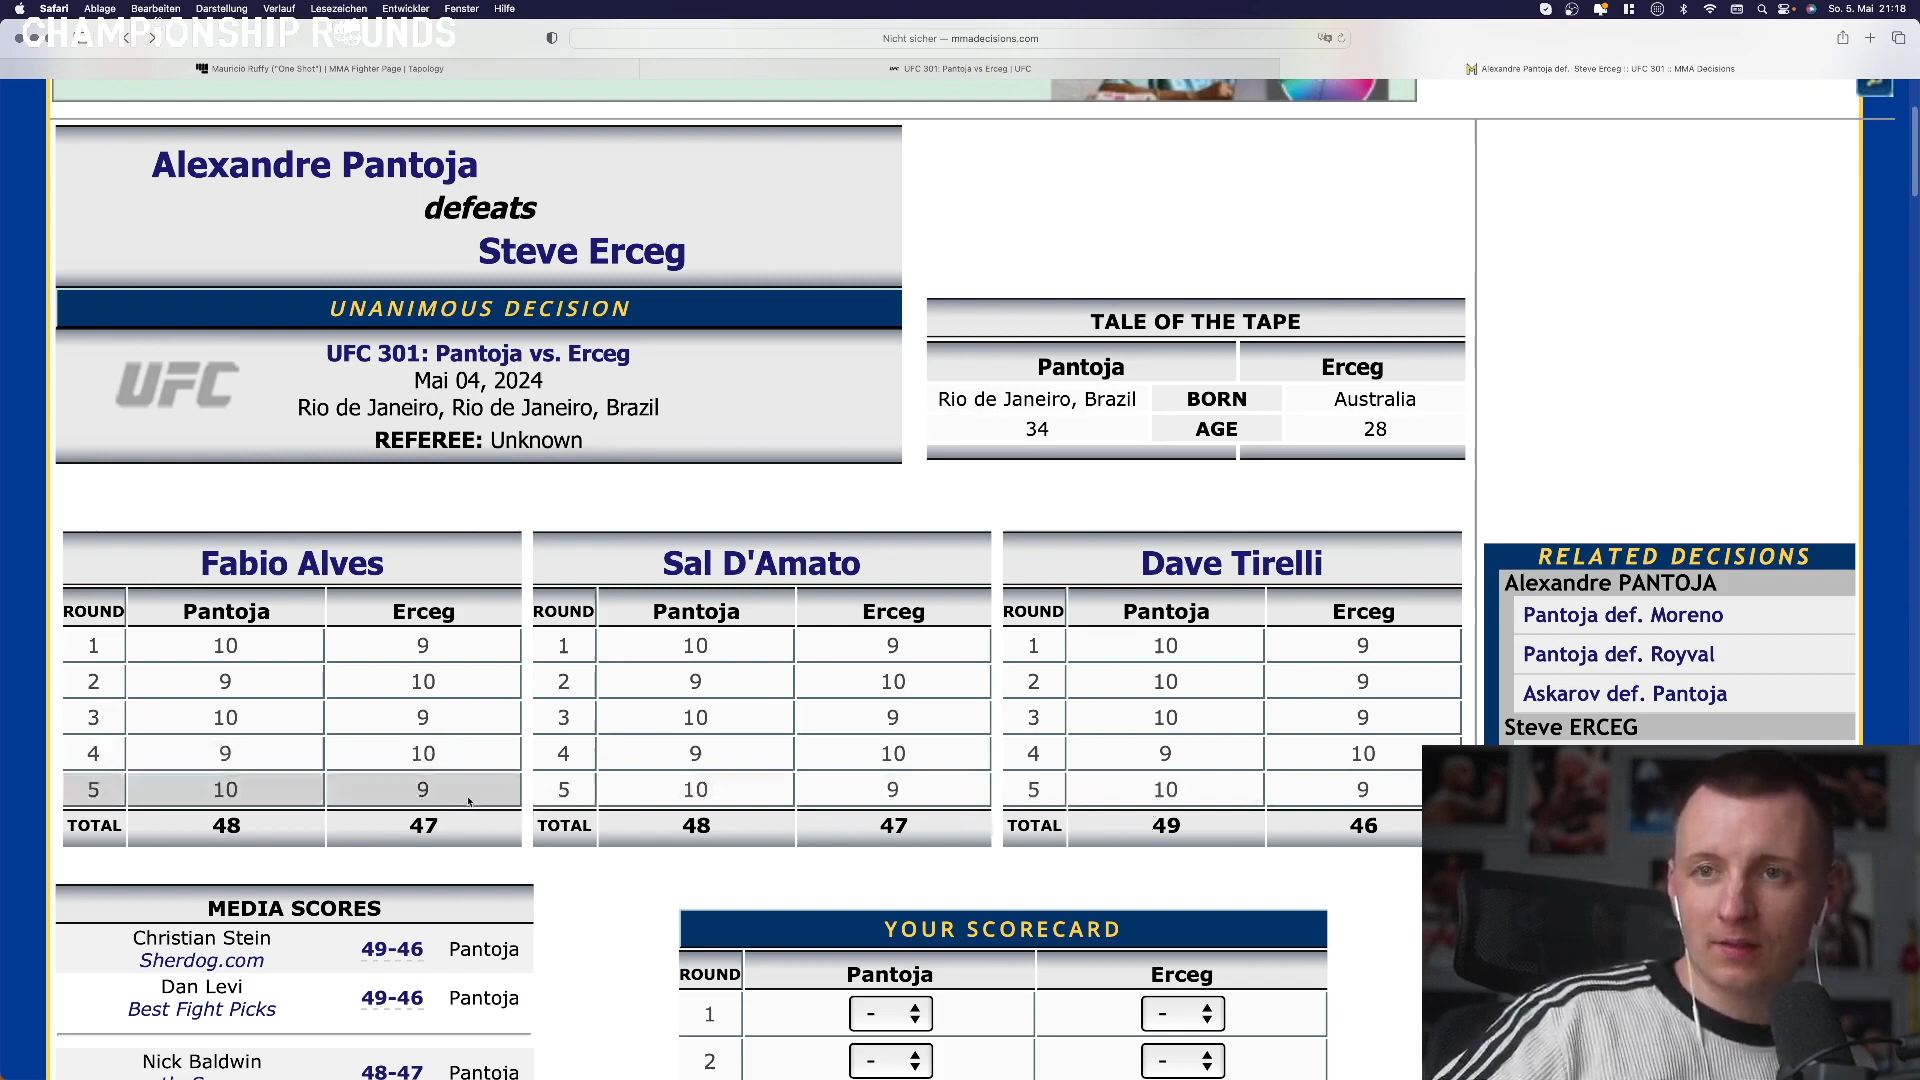 Safari Ablage Bearbeiten Darstellung Verlauf Lesezeichen Entwickler Fenster Hilfe
So. 5. Mai 21:18
CHAMPIONSHIP ROUNDS
Nicht sicher — mmadecisions.com
Mauricio Ruffy ("One Shot") | MMA Fighter Page | Tapology
UFC 301: Pantoja vs Erceg | UFC
Alexandre Pantoja def. Steve Erceg :: UFC 301 :: MMA Decisions
Alexandre Pantoja
defeats
Steve Erceg
UNANIMOUS DECISION
UFC
UFC 301: Pantoja vs. Erceg
Mai 04, 2024
Rio de Janeiro, Rio de Janeiro, Brazil
REFEREE: Unknown
TALE OF THE TAPE
Pantoja Erceg
Rio de Janeiro, Brazil BORN Australia
34 AGE 28
Fabio Alves
ROUND Pantoja Erceg
1 10 9
2 9 10
3 10 9
4 9 10
5 10 9
TOTAL 48 47
Sal D'Amato
ROUND Pantoja Erceg
1 10 9
2 9 10
3 10 9
4 9 10
5 10 9
TOTAL 48 47
Dave Tirelli
ROUND Pantoja Erceg
1 10 9
2 10 9
3 10 9
4 9 10
5 10 9
TOTAL 49 46
RELATED DECISIONS
Alexandre PANTOJA
Pantoja def. Moreno
Pantoja def. Royval
Askarov def. Pantoja
Steve ERCEG
MEDIA SCORES
Christian Stein
Sherdog.com
49-46 Pantoja
Dan Levi
Best Fight Picks
49-46 Pantoja
Nick Baldwin
48-47 Pantoja
YOUR SCORECARD
ROUND Pantoja Erceg
1 - -
2 - -